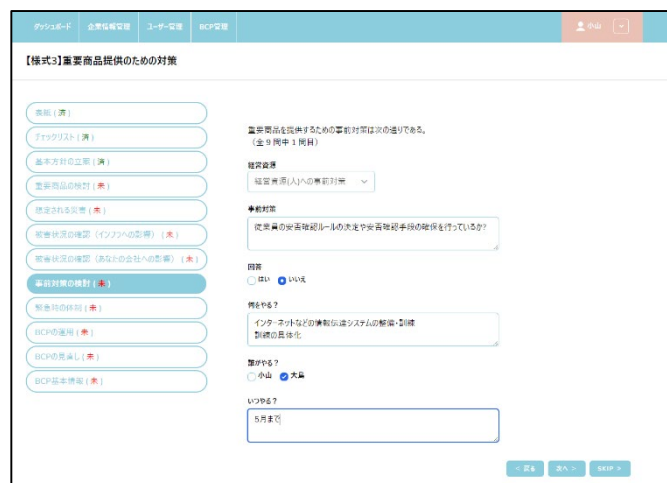 ダッシュボード 企業情報管理 ユーザー管理 BCP管理 小山
【様式3】重要商品提供のための対策
表紙 ( 済 )
チェックリスト ( 済 )
基本方針の立案 ( 済 )
重要商品の検討 ( 未 )
想定される災害 ( 未 )
被害状況の確認（インフラへの影響） ( 未 )
被害状況の確認（あなたの会社への影響） ( 未 )
事前対策の検討 ( 未 )
緊急時の体制 ( 未 )
BCPの運用 ( 未 )
BCPの見直し ( 未 )
BCP基本情報 ( 未 )
重要商品を提供するための事前対策は次の通りである。
（全 9 問中 1 問目）
経営資源
経営資源(人)への事前対策
事前対策
従業員の安否確認ルールの決定や安否確認手段の確保を行っているか?
回答
はい いいえ
何をやる？
インターネットなどの情報伝達システムの整備・訓練
訓練の具体化
誰がやる？
小山 大島
いつやる？
5月まで
< 戻る 次へ > SKIP >